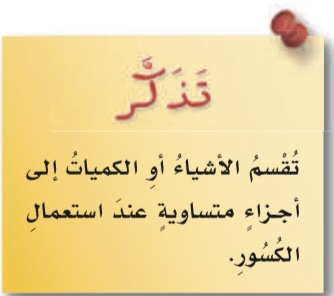 تَذَكَّر
تُقْسمُ الأشياءُ أوِ الكمياتُ إلى
أجزاءٍ متساويةٍ عندَ استعمالِ
الكُسُورِ.